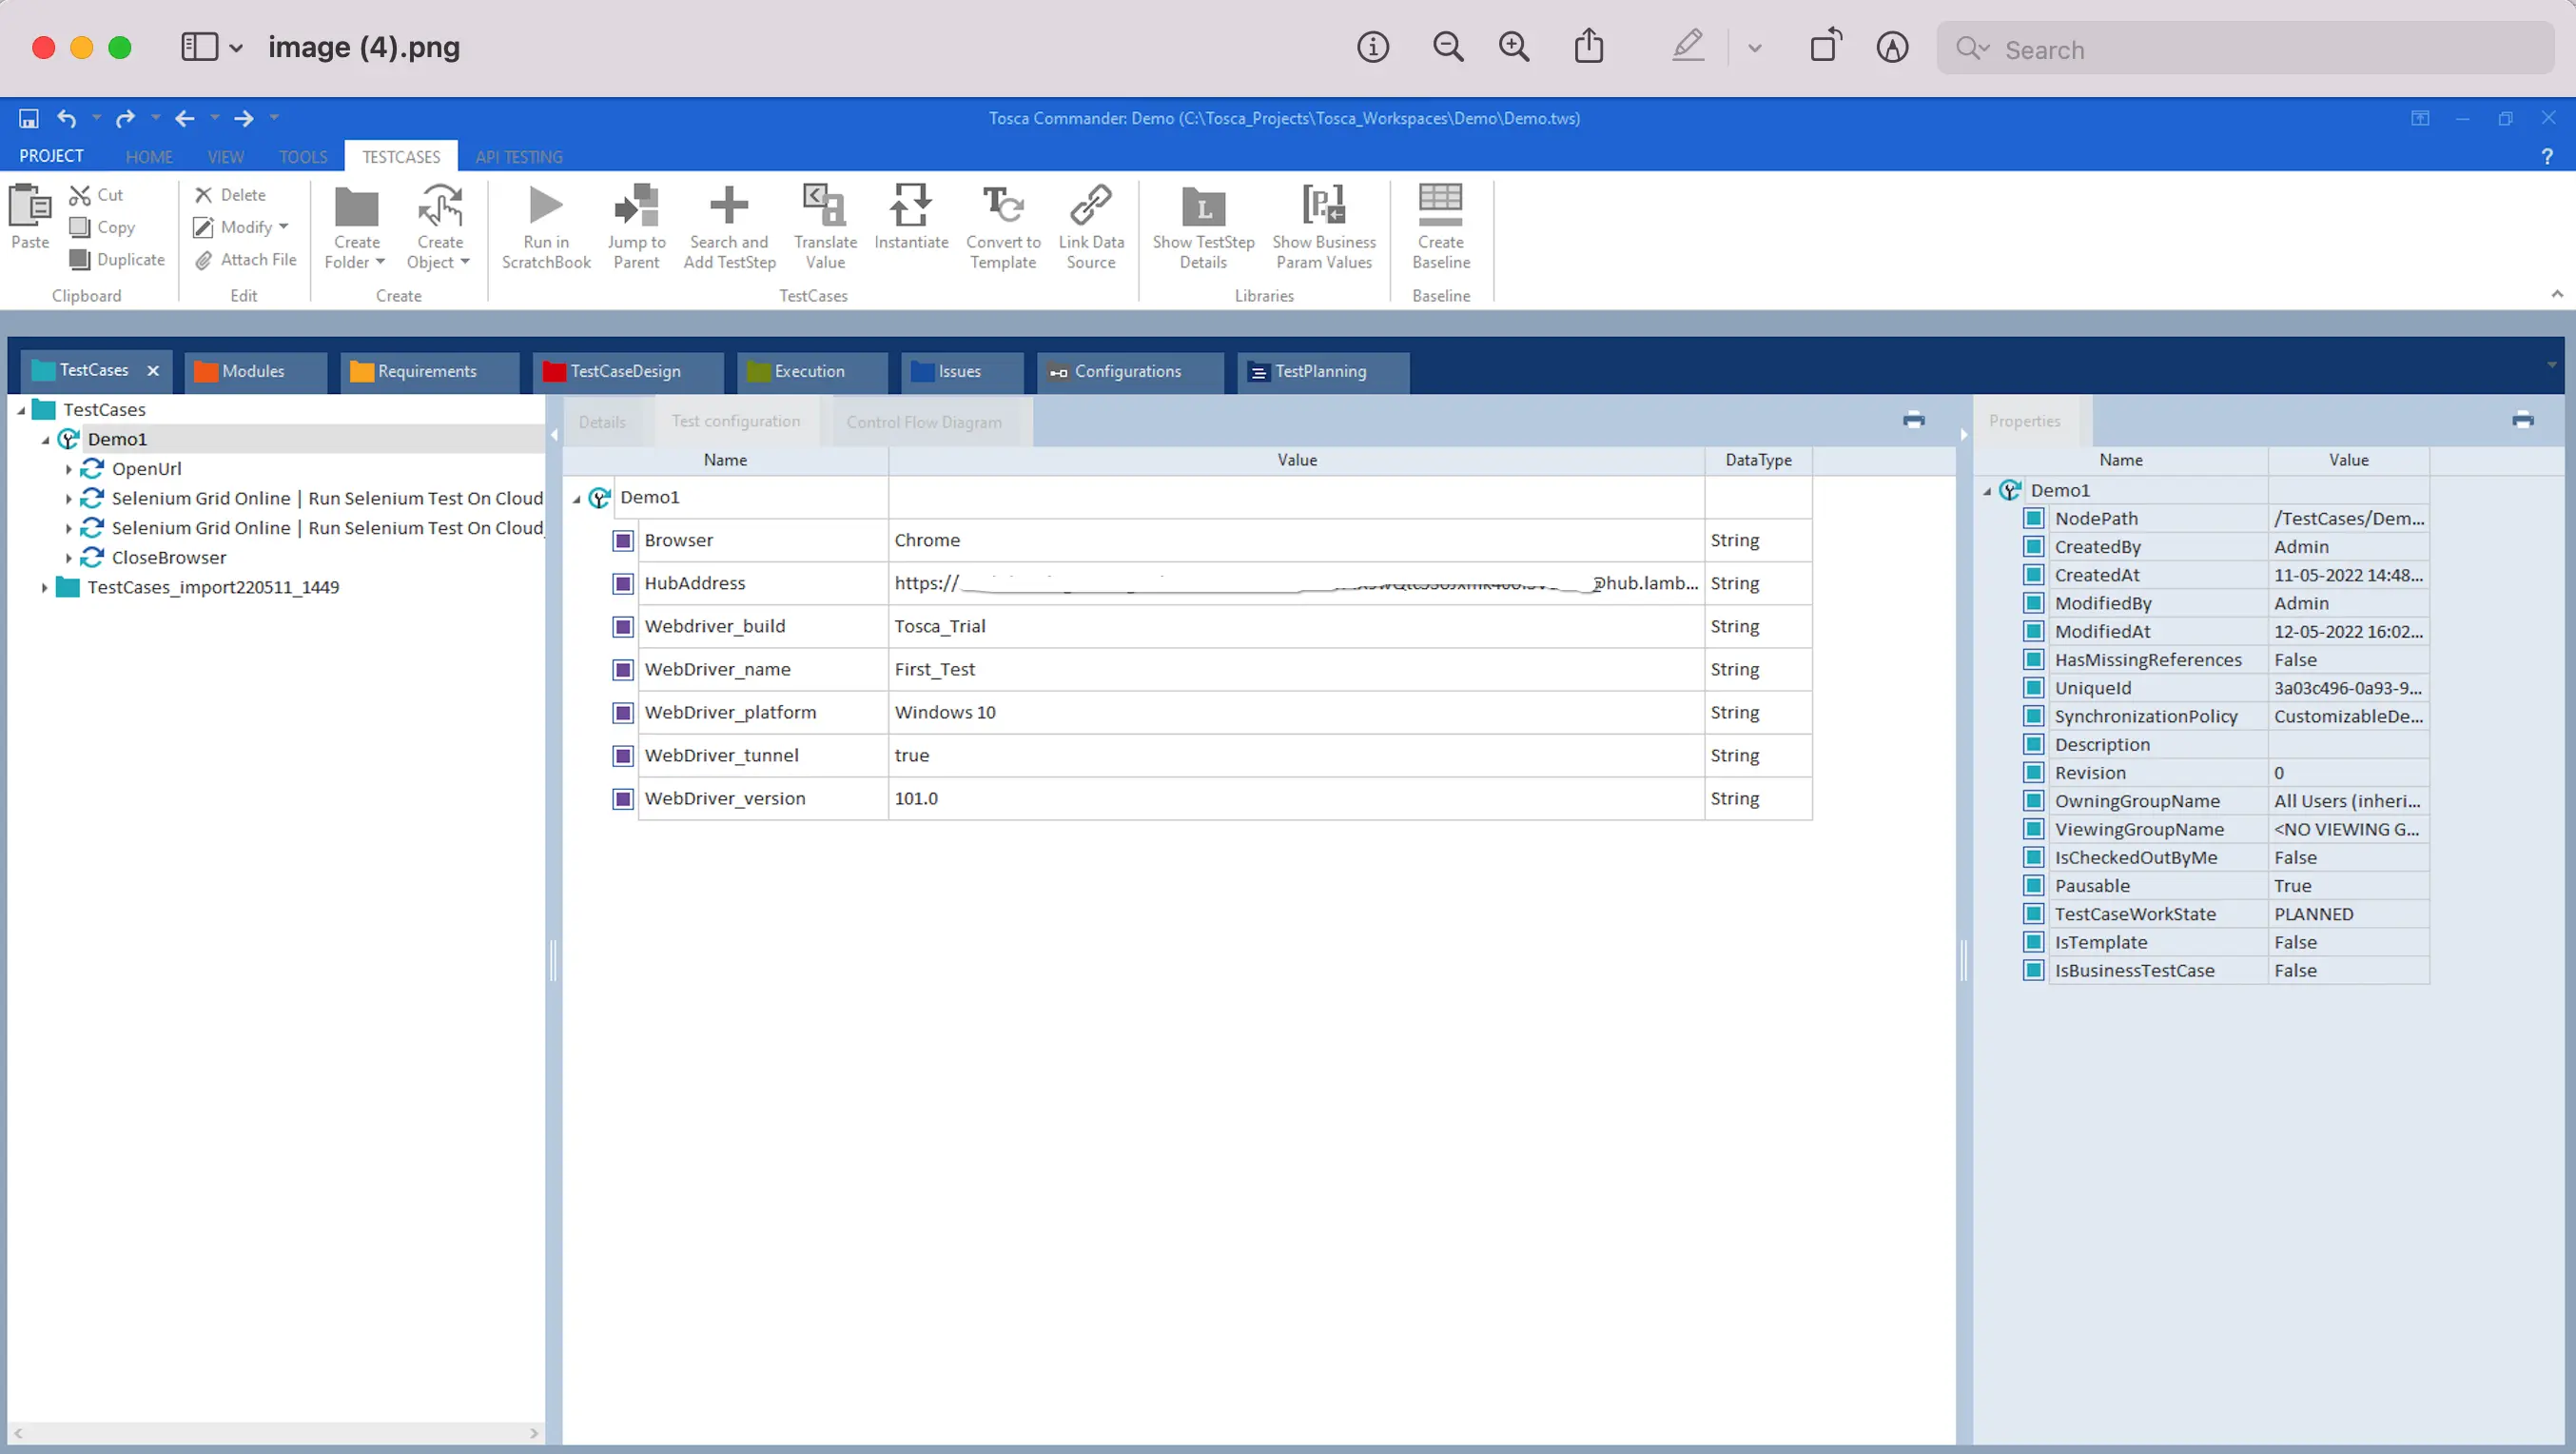 image (4).png
Search
Tosca Commander: Demo (C:\Tosca_Projects\Tosca_Workspaces\Demo\Demo.tws)
PROJECT HOME VIEW TOOLS TESTCASES API TESTING ?
Paste
Cut
Copy
Duplicate
Clipboard
Delete
Modify
Attach File
Edit
Create Folder
Create Object
Create
Run in ScratchBook
Jump to Parent
Search and Add TestStep
Translate Value
Instantiate
Convert to Template
Link Data Source
TestCases
Show TestStep Details
Show Business Param Values
Libraries
Create Baseline
Baseline
TestCases Modules Requirements TestCaseDesign Execution Issues Configurations TestPlanning
TestCases
Demo1
OpenUrl
Selenium Grid Online | Run Selenium Test On Cloud
Selenium Grid Online | Run Selenium Test On Cloud
CloseBrowser
TestCases_import220511_1449
Details Test configuration Control Flow Diagram
Name Value DataType
Demo1
Browser Chrome String
HubAddress https:// @hub.lamb... String
Webdriver_build Tosca_Trial String
WebDriver_name First_Test String
WebDriver_platform Windows 10 String
WebDriver_tunnel true String
WebDriver_version 101.0 String
Properties
Name Value
Demo1
NodePath /TestCases/Dem...
CreatedBy Admin
CreatedAt 11-05-2022 14:48...
ModifiedBy Admin
ModifiedAt 12-05-2022 16:02...
HasMissingReferences False
UniqueId 3a03c496-0a93-9...
SynchronizationPolicy CustomizableDe...
Description
Revision 0
OwningGroupName All Users (inheri...
ViewingGroupName <NO VIEWING G...
IsCheckedOutByMe False
Pausable True
TestCaseWorkState PLANNED
IsTemplate False
IsBusinessTestCase False